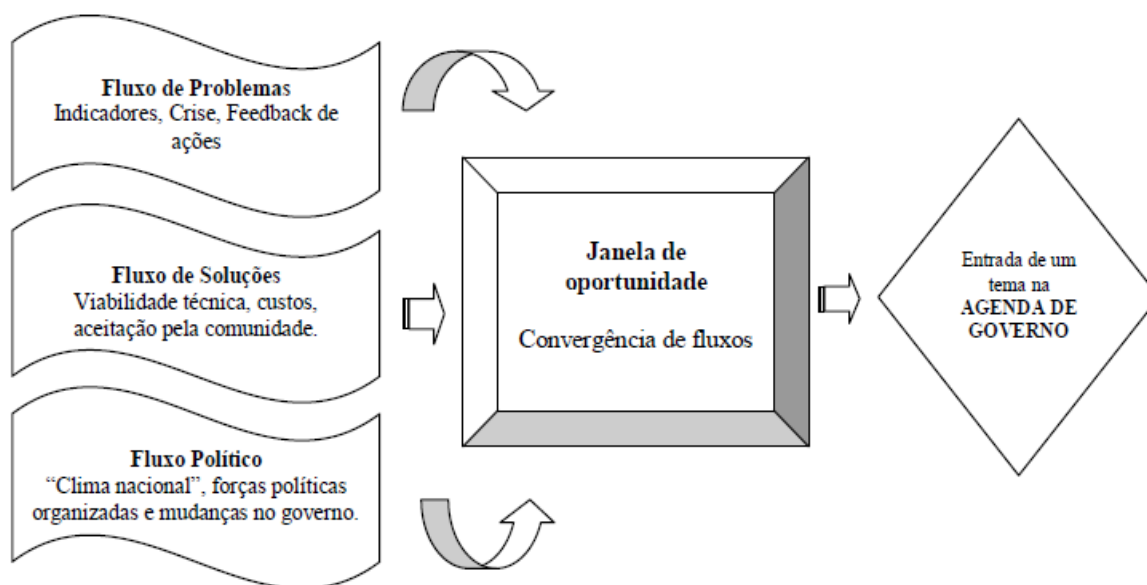 Fluxo de Problemas
Indicadores, Crise, Feedback de
ações
Fluxo de Soluções
Viabilidade técnica, custos,
aceitação pela comunidade.
Fluxo Político
“Clima nacional”, forças políticas
organizadas e mudanças no governo.
Janela de
oportunidade
Convergência de fluxos
Entrada de um
tema na
AGENDA DE
GOVERNO